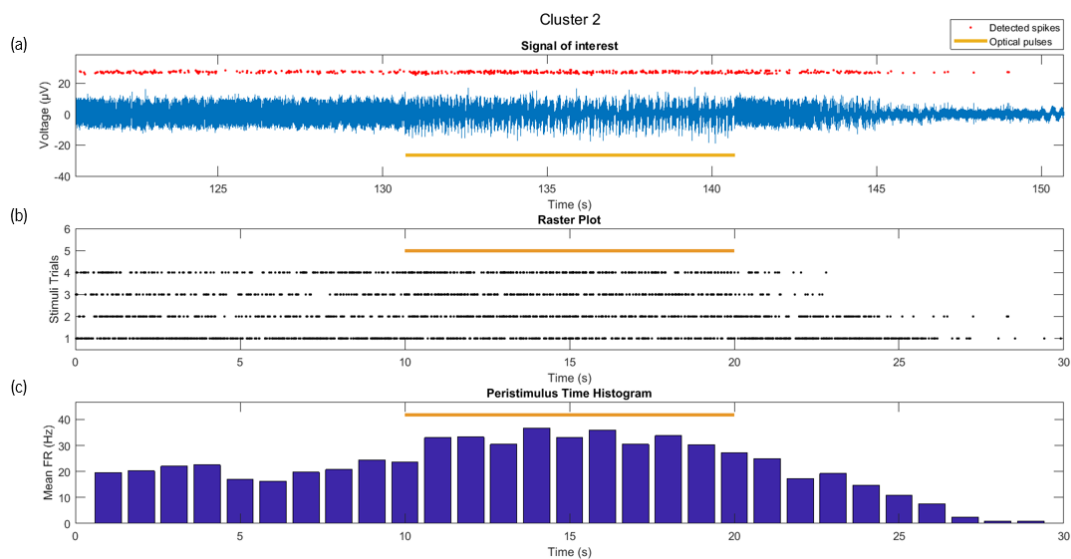 Cluster 2
Detected spikes
Optical pulses
(a)
Signal of interest
20
0
-20
-40
Voltage (µV)
125
130
135
140
145
150
Time (s)
(b)
Raster Plot
6
5
4
3
2
1
Stimuli Trials
0
5
10
15
20
25
30
Time (s)
(c)
Peristimulus Time Histogram
40
30
20
10
0
Mean FR (Hz)
0
5
10
15
20
25
30
Time (s)